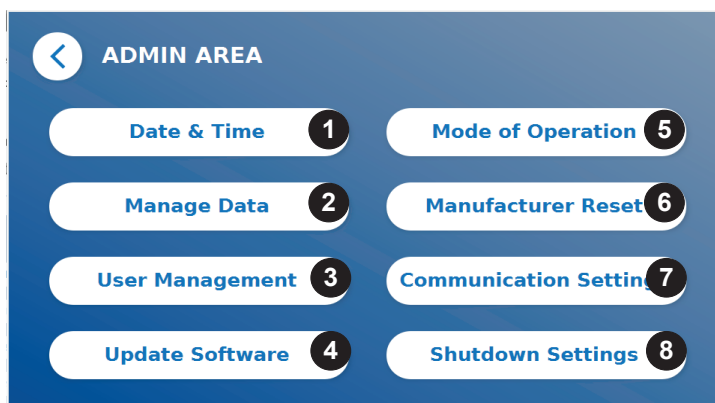 ADMIN AREA
Date & Time 1
Mode of Operation 5
Manage Data 2
Manufacturer Reset 6
User Management 3
Communication Setting 7
Update Software 4
Shutdown Settings 8